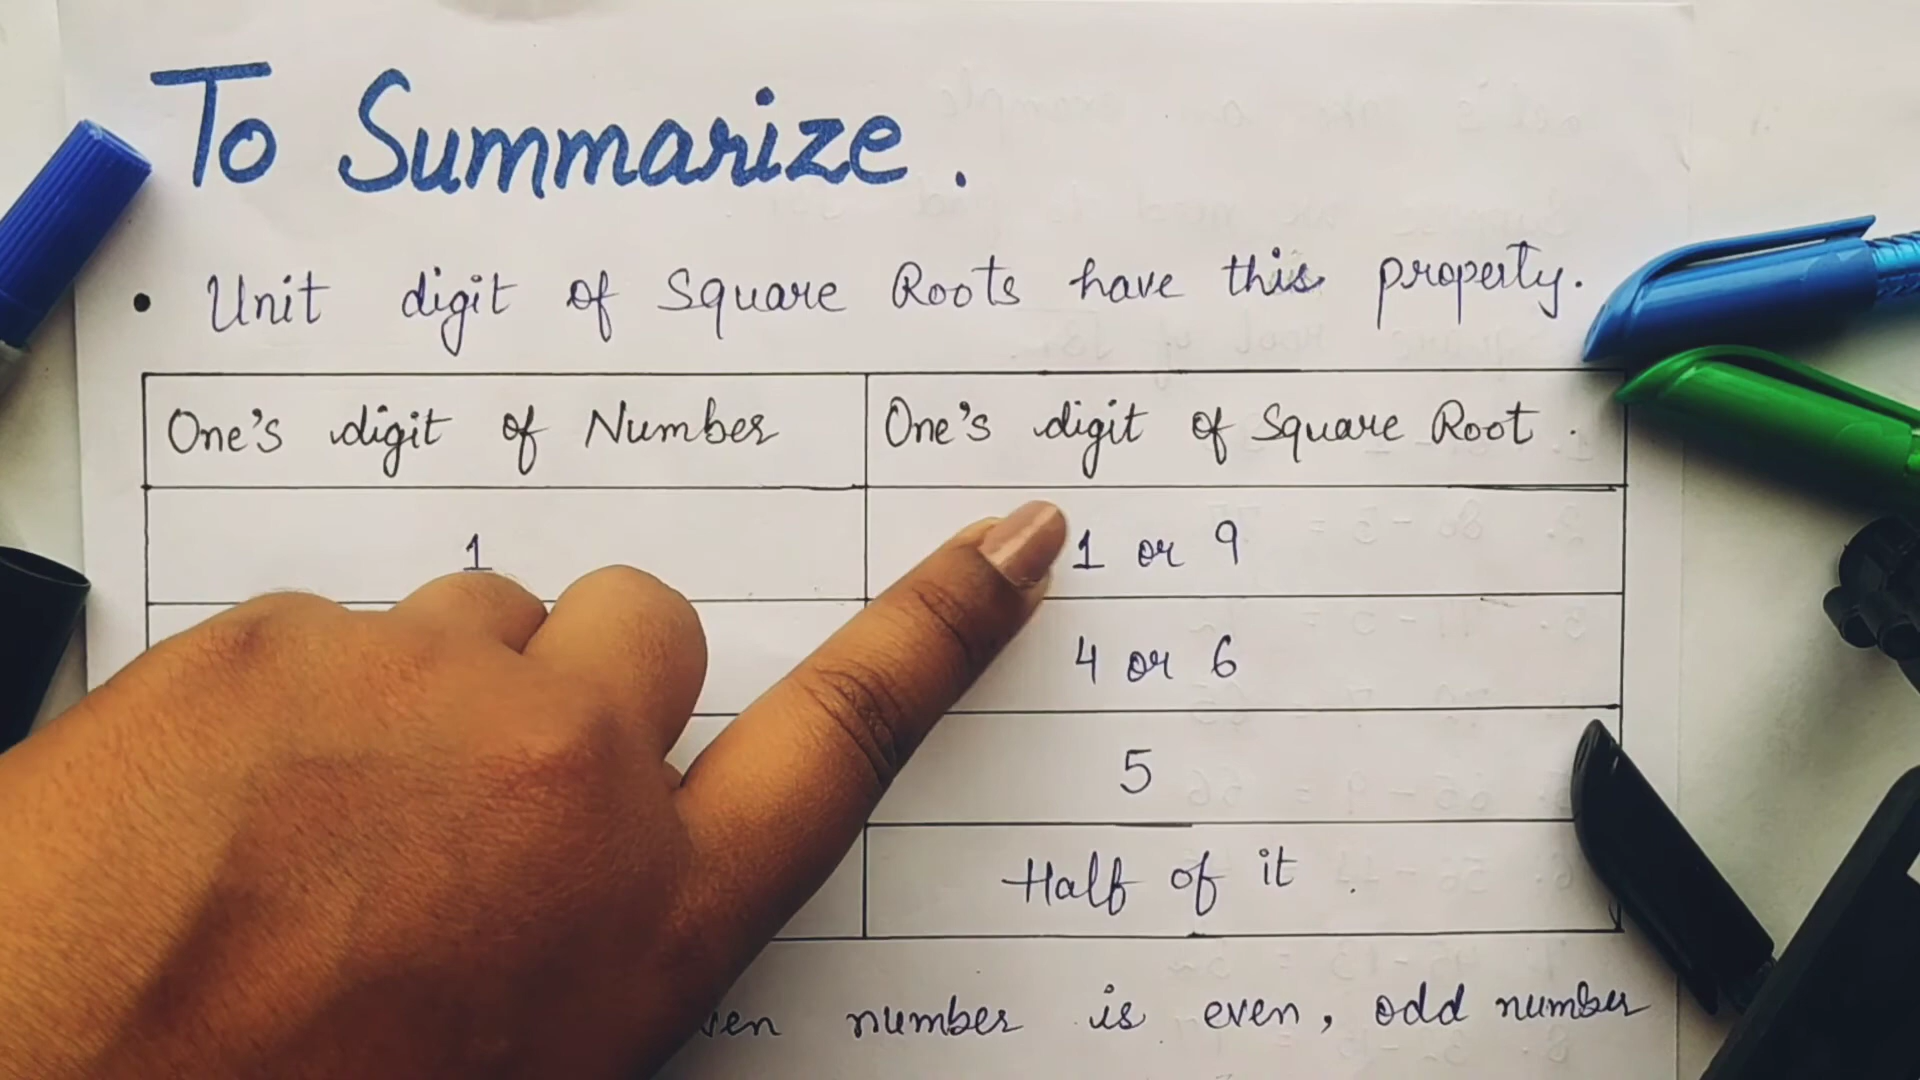 To Summarize.
• Unit digit of Square Roots have this property.
One's digit of Number One's digit of Square Root.
1 1 or 9
4 or 6
5
Half of it.
number is even, odd number